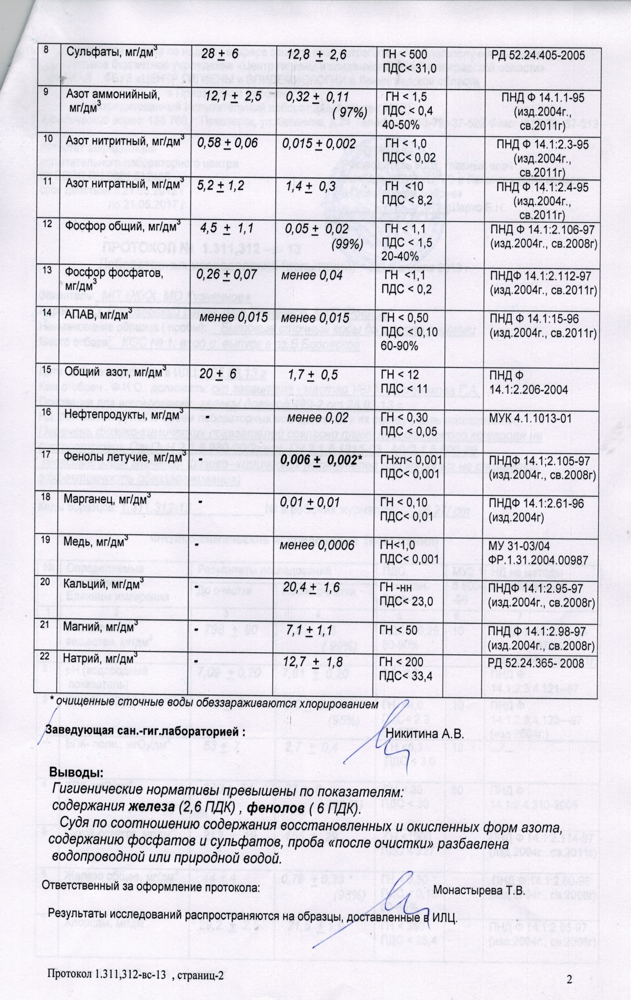 8 Сульфаты, мг/дм³ 28 ± 6 12,8 ± 2,6 ГН < 500 РД 52.24.405-2005
ПДС< 31,0
9 Азот аммонийный, 12,1 ± 2,5 0,32 ± 0,11 ГН < 1,5 ПНД Ф 14.1.1-95
мг/дм³ ( 97%) ПДС < 0,4 (изд.2004г.,
40-50% св.2011г)
10 Азот нитритный, мг/дм³ 0,58 ± 0,06 0,015 ± 0,002 ГН < 1,0 ПНД Ф 14.1:2.3-95
ПДС< 0,02 (изд.2004г.,
св.2011г)
11 Азот нитратный, мг/дм³ 5,2 ± 1,2 1,4 ± 0,3 ГН <10 ПНД Ф 14.1:2.4-95
ПДС < 8,2 (изд.2004г.,
св.2011г)
12 Фосфор общий, мг/дм³ 4,5 ± 1,1 0,05 ± 0,02 ГН < 1,1 ПНД Ф 14.1:2.106-97
(99%) ПДС < 1,5 (изд.2004г., св.2008г)
20-40%
13 Фосфор фосфатов, 0,26 ± 0,07 менее 0,04 ГН <1,1 ПНДФ 14.1:2.112-97
мг/дм³ ПДС < 0,2 (изд.2004г., св.2011г)
14 АПАВ, мг/дм³ менее 0,015 менее 0,015 ГН < 0,50 ПНД Ф 14.1:15-96
ПДС < 0,10 (изд.2004г., св.2011г)
60-90%
15 Общий азот, мг/дм³ 20 ± 6 1,7 ± 0,5 ГН < 12 ПНД Ф
ПДС < 11 14.1:2.206-2004
16 Нефтепродукты, мг/дм³ - менее 0,02 ГН < 0,30 МУК 4.1.1013-01
ПДС < 0,05
17 Фенолы летучие, мг/дм³ - 0,006 ± 0,002* ГНхл< 0,001 ПНДФ 14.1;2.105-97
ПДС< 0,001 (изд.2004г., св.2008г)
18 Марганец, мг/дм³ - 0,01 ± 0,01 ГН < 0,10 ПНДФ 14.1:2.61-96
ПДС< 0,01 (изд.2004г)
19 Медь, мг/дм³ - менее 0,0006 ГН<1,0 МУ 31-03/04
ПДС< 0,001 ФР.1.31.2004.00987
20 Кальций, мг/дм³ - 20,4 ± 1,6 ГН -нн ПНДФ 14.1:2.95-97
ПДС< 23,0 (изд.2004г., св.2008г)
21 Магний, мг/дм³ - 7,1 ± 1,1 ГН < 50 ПНД Ф 14.1:2.98-97
(изд.2004г., св.2008г)
22 Натрий, мг/дм³ - 12,7 ± 1,8 ГН < 200 РД 52.24.365- 2008
ПДС< 33,4
* очищенные сточные воды обеззараживаются хлорированием
Заведующая сан.-гиг.лабораторией : Никитина А.В.
Выводы:
Гигиенические нормативы превышены по показателям:
содержания железа (2,6 ПДК) , фенолов ( 6 ПДК).
Судя по соотношению содержания восстановленных и окисленных форм азота,
содержанию фосфатов и сульфатов, проба «после очистки» разбавлена
водопроводной или природной водой.
Ответственный за оформление протокола: Монастырева Т.В.
Результаты исследований распространяются на образцы, доставленные в ИЛЦ.
Протокол 1.311,312-вс-13 , страниц-2
2